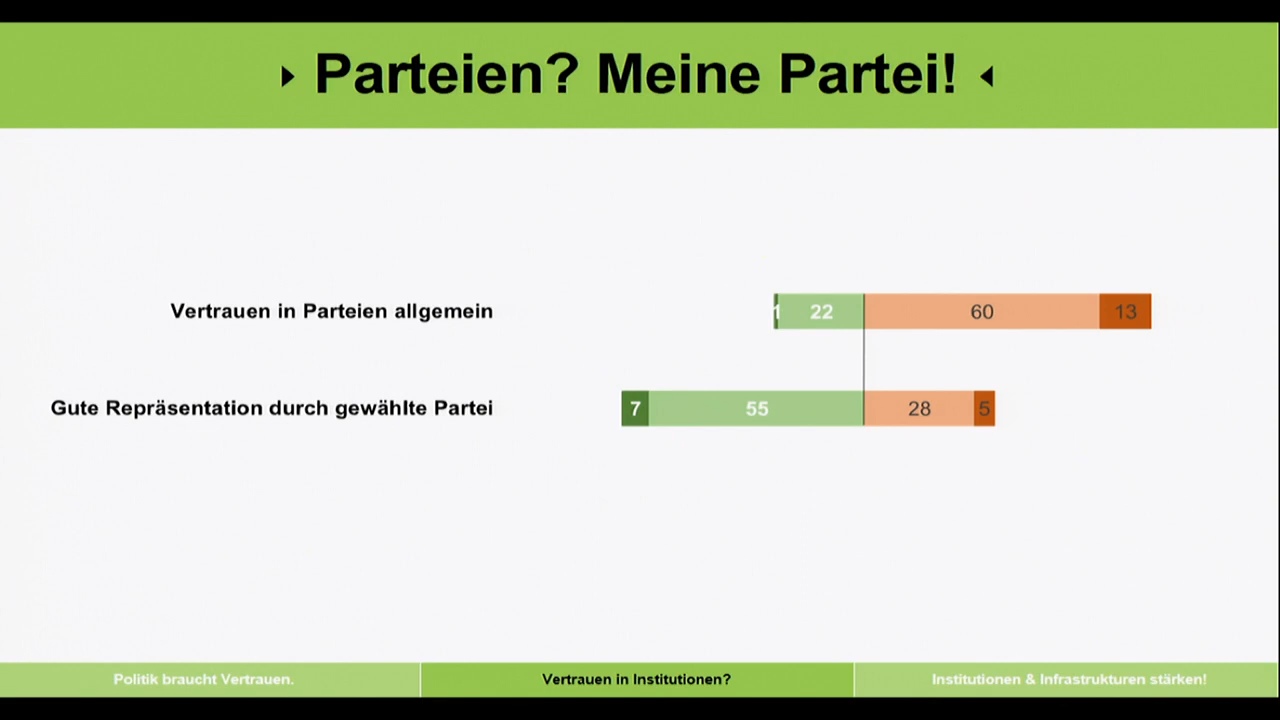 Parteien? Meine Partei!
Vertrauen in Parteien allgemein 1 22 60 13
Gute Repräsentation durch gewählte Partei 7 55 28 5
Politik braucht Vertrauen. Vertrauen in Institutionen? Institutionen & Infrastrukturen stärken!